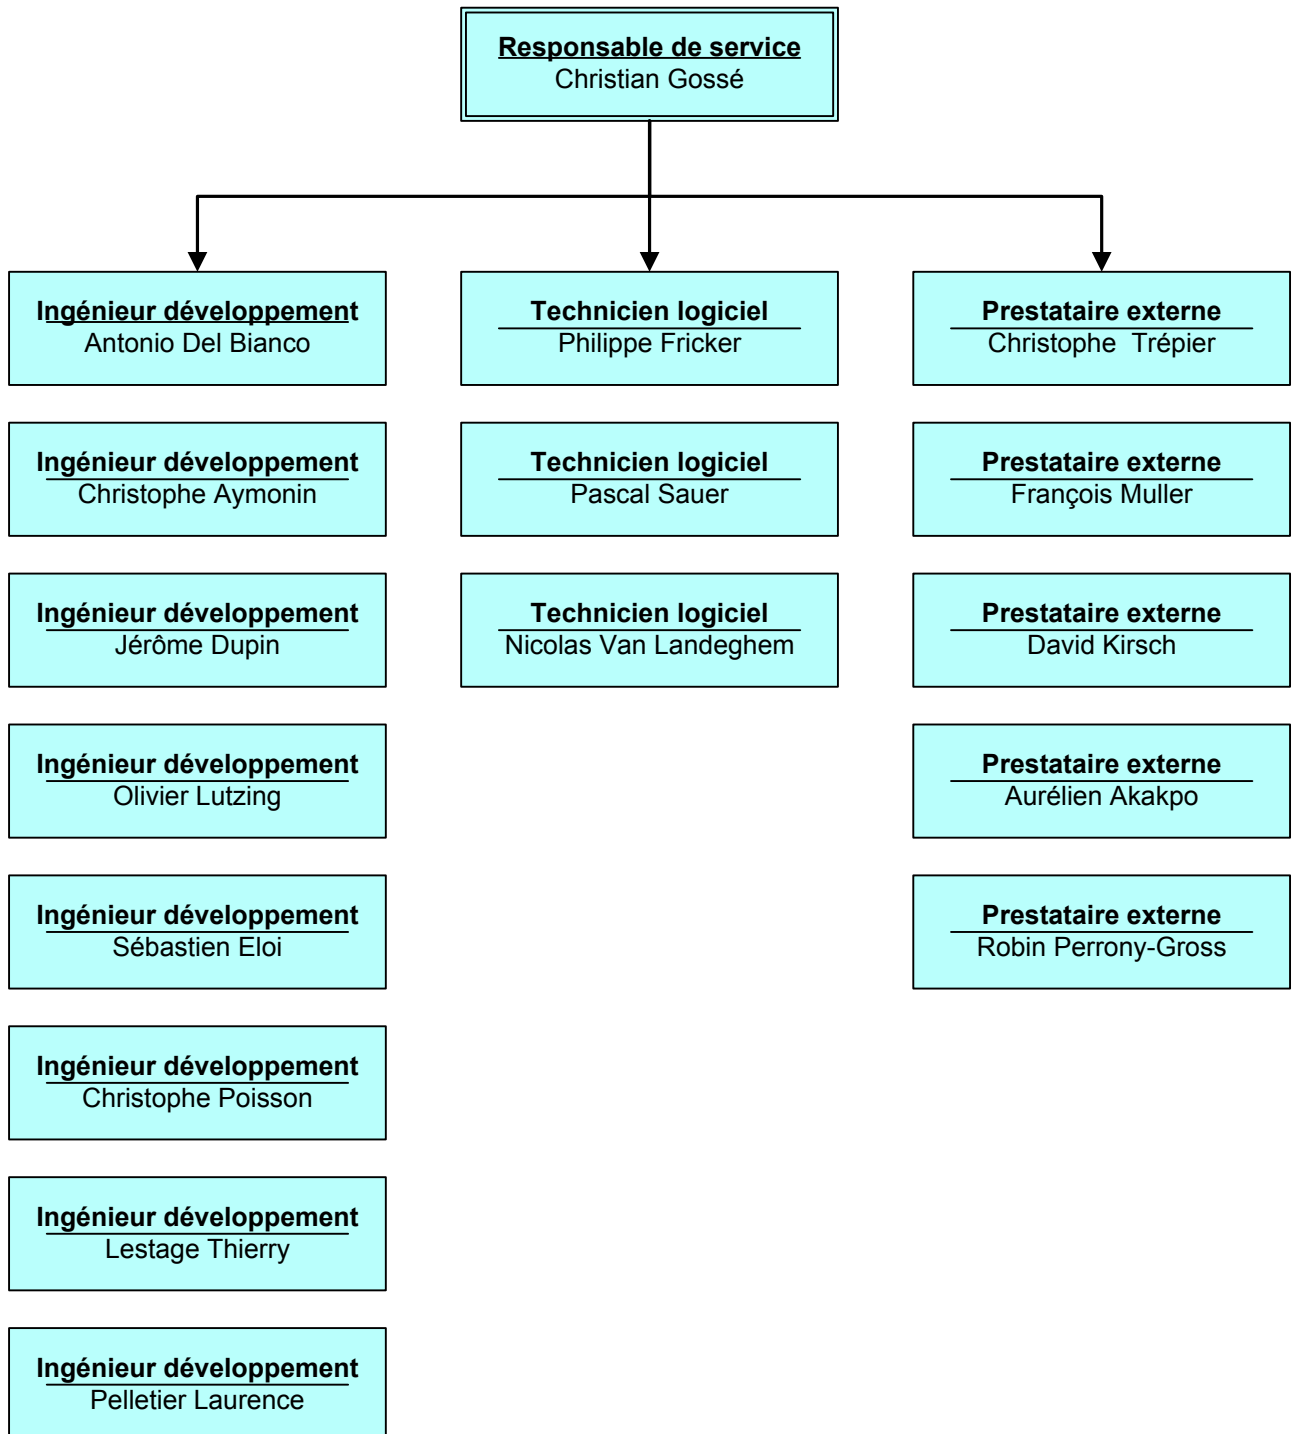 Responsable de service
Christian Gossé
Ingénieur développement
Antonio Del Bianco
Technicien logiciel
Philippe Fricker
Prestataire externe
Christophe  Trépier
Ingénieur développement
Christophe Aymonin
Technicien logiciel
Pascal Sauer
Prestataire externe
François Muller
Ingénieur développement
Jérôme Dupin
Technicien logiciel
Nicolas Van Landeghem
Prestataire externe
David Kirsch
Ingénieur développement
Olivier Lutzing
Prestataire externe
Aurélien Akakpo
Ingénieur développement
Sébastien Eloi
Prestataire externe
Robin Perrony-Gross
Ingénieur développement
Christophe Poisson
Ingénieur développement
Lestage Thierry
Ingénieur développement
Pelletier Laurence